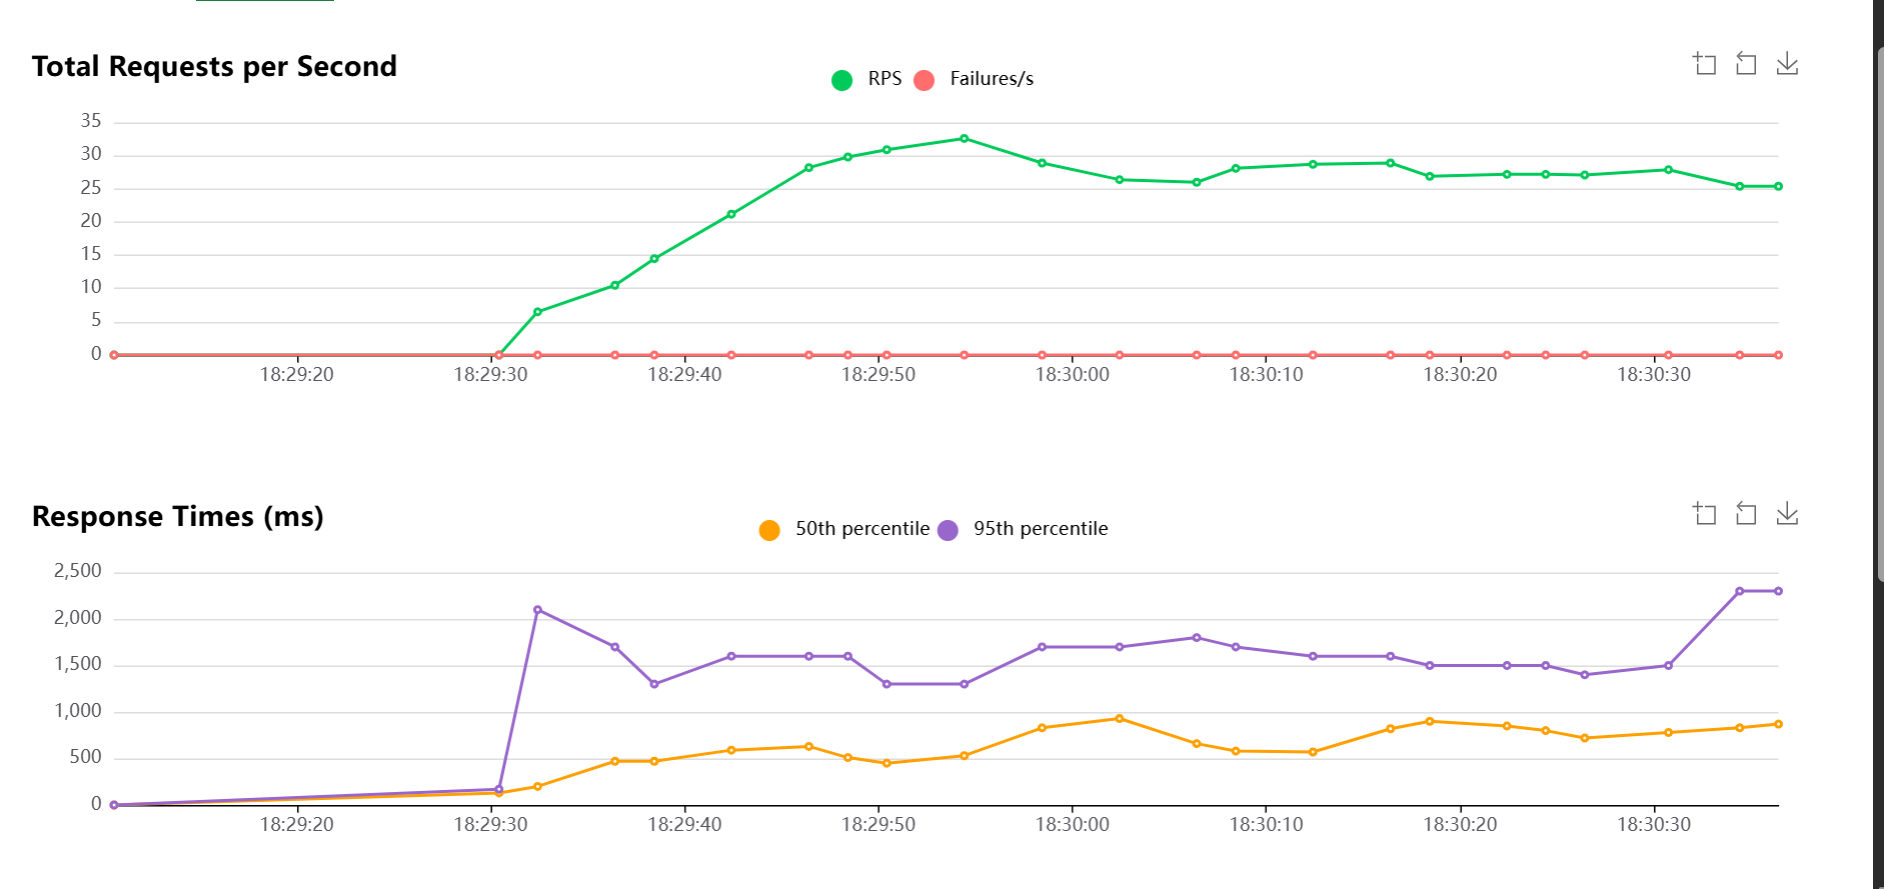 Total Requests per Second
RPS Failures/s
35
30
25
20
15
10
5
0
18:29:20 18:29:30 18:29:40 18:29:50 18:30:00 18:30:10 18:30:20 18:30:30
Response Times (ms)
50th percentile 95th percentile
2,500
2,000
1,500
1,000
500
0
18:29:20 18:29:30 18:29:40 18:29:50 18:30:00 18:30:10 18:30:20 18:30:30